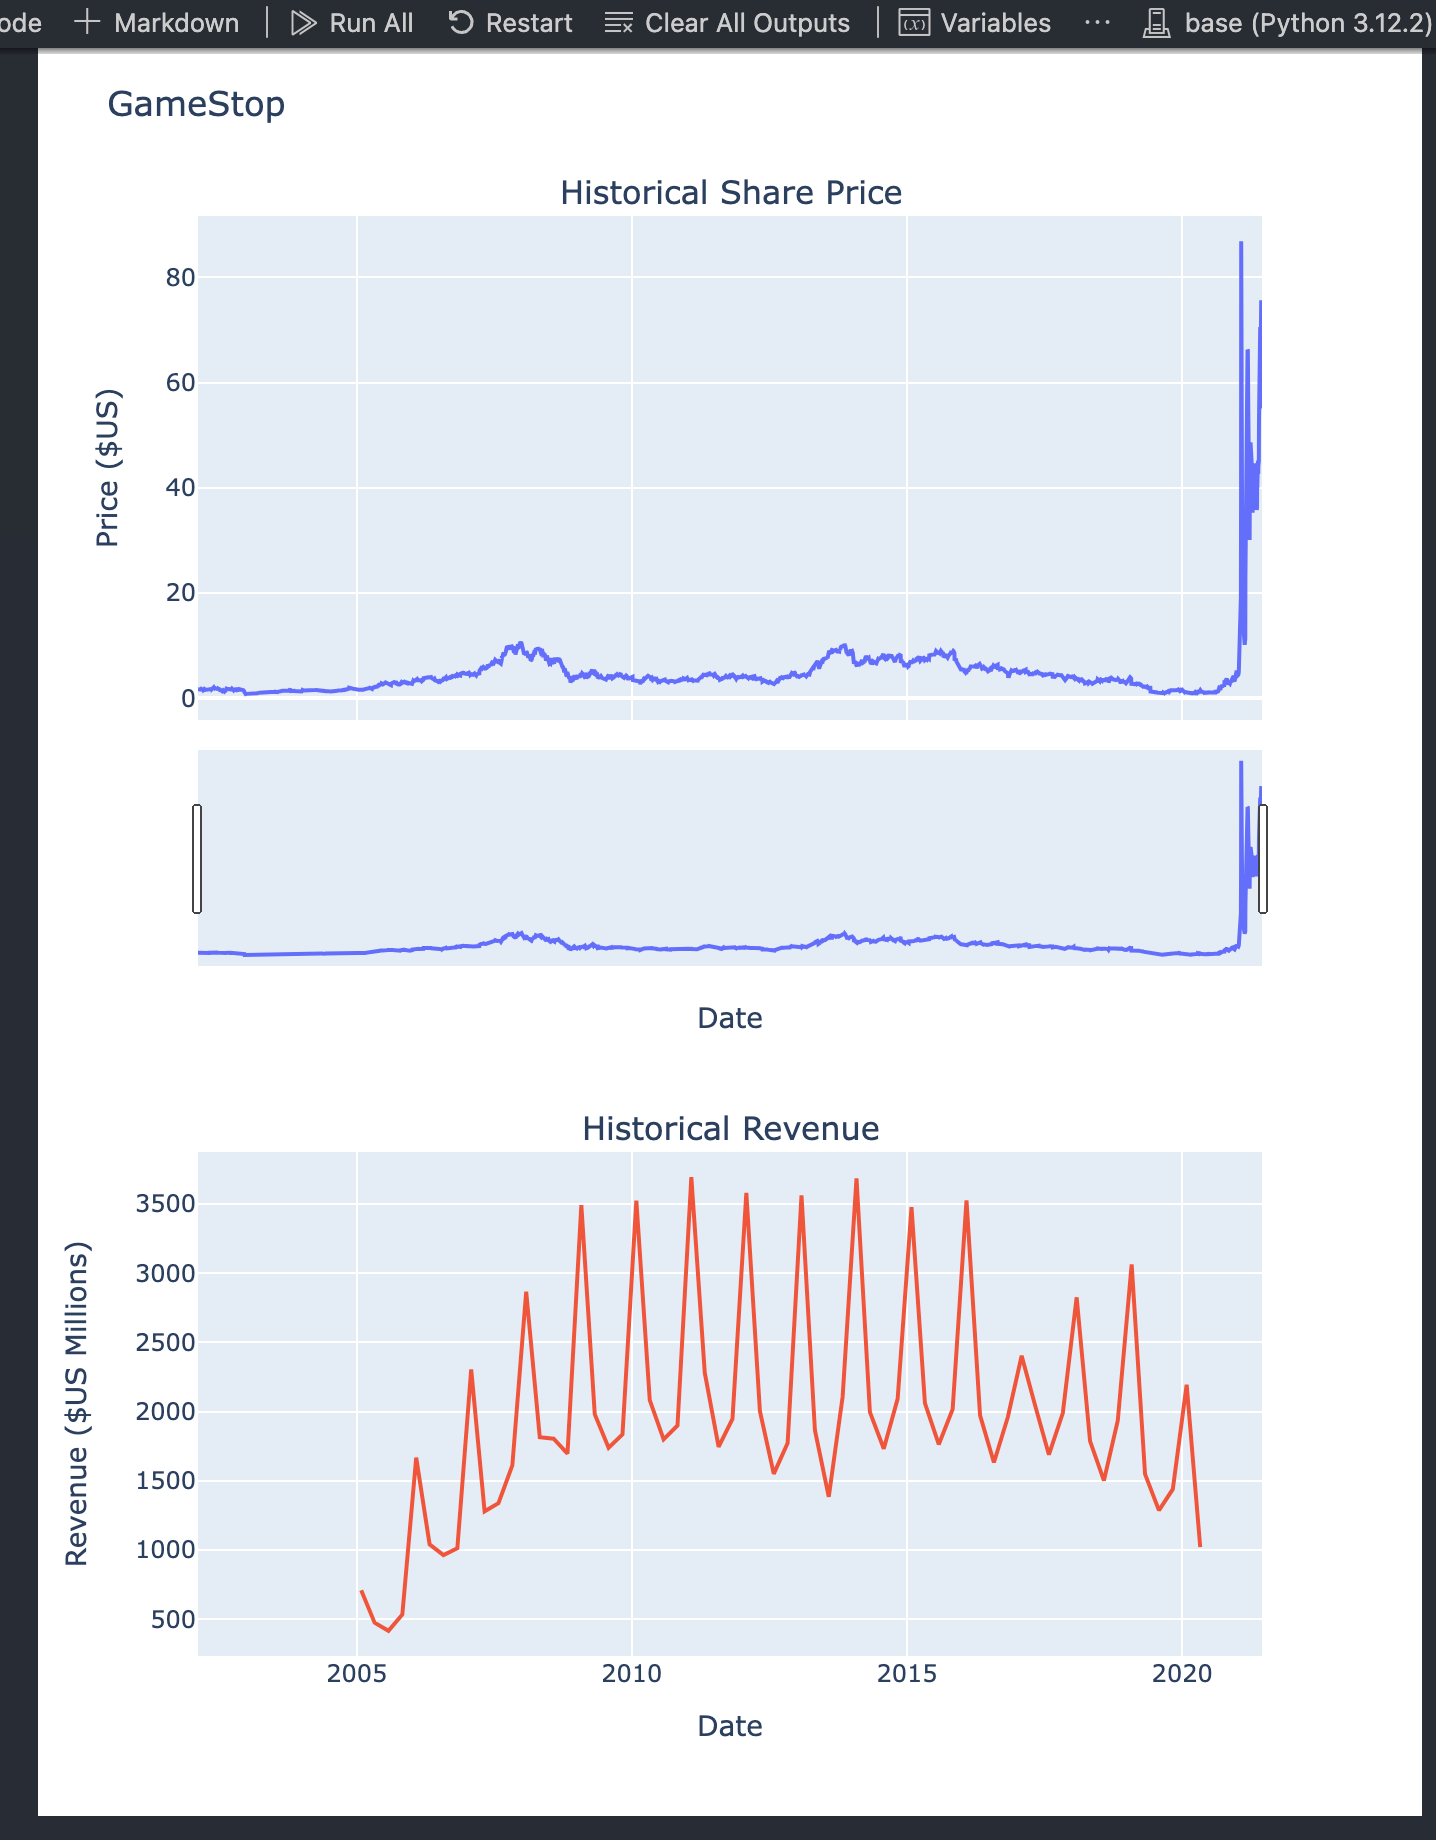 ode + Markdown Run All Restart Clear All Outputs (x) Variables ... base (Python 3.12.2)
GameStop
Historical Share Price
Price ($US)
80
60
40
20
0
Date
Historical Revenue
Revenue ($US Millions)
3500
3000
2500
2000
1500
1000
500
2005 2010 2015 2020
Date